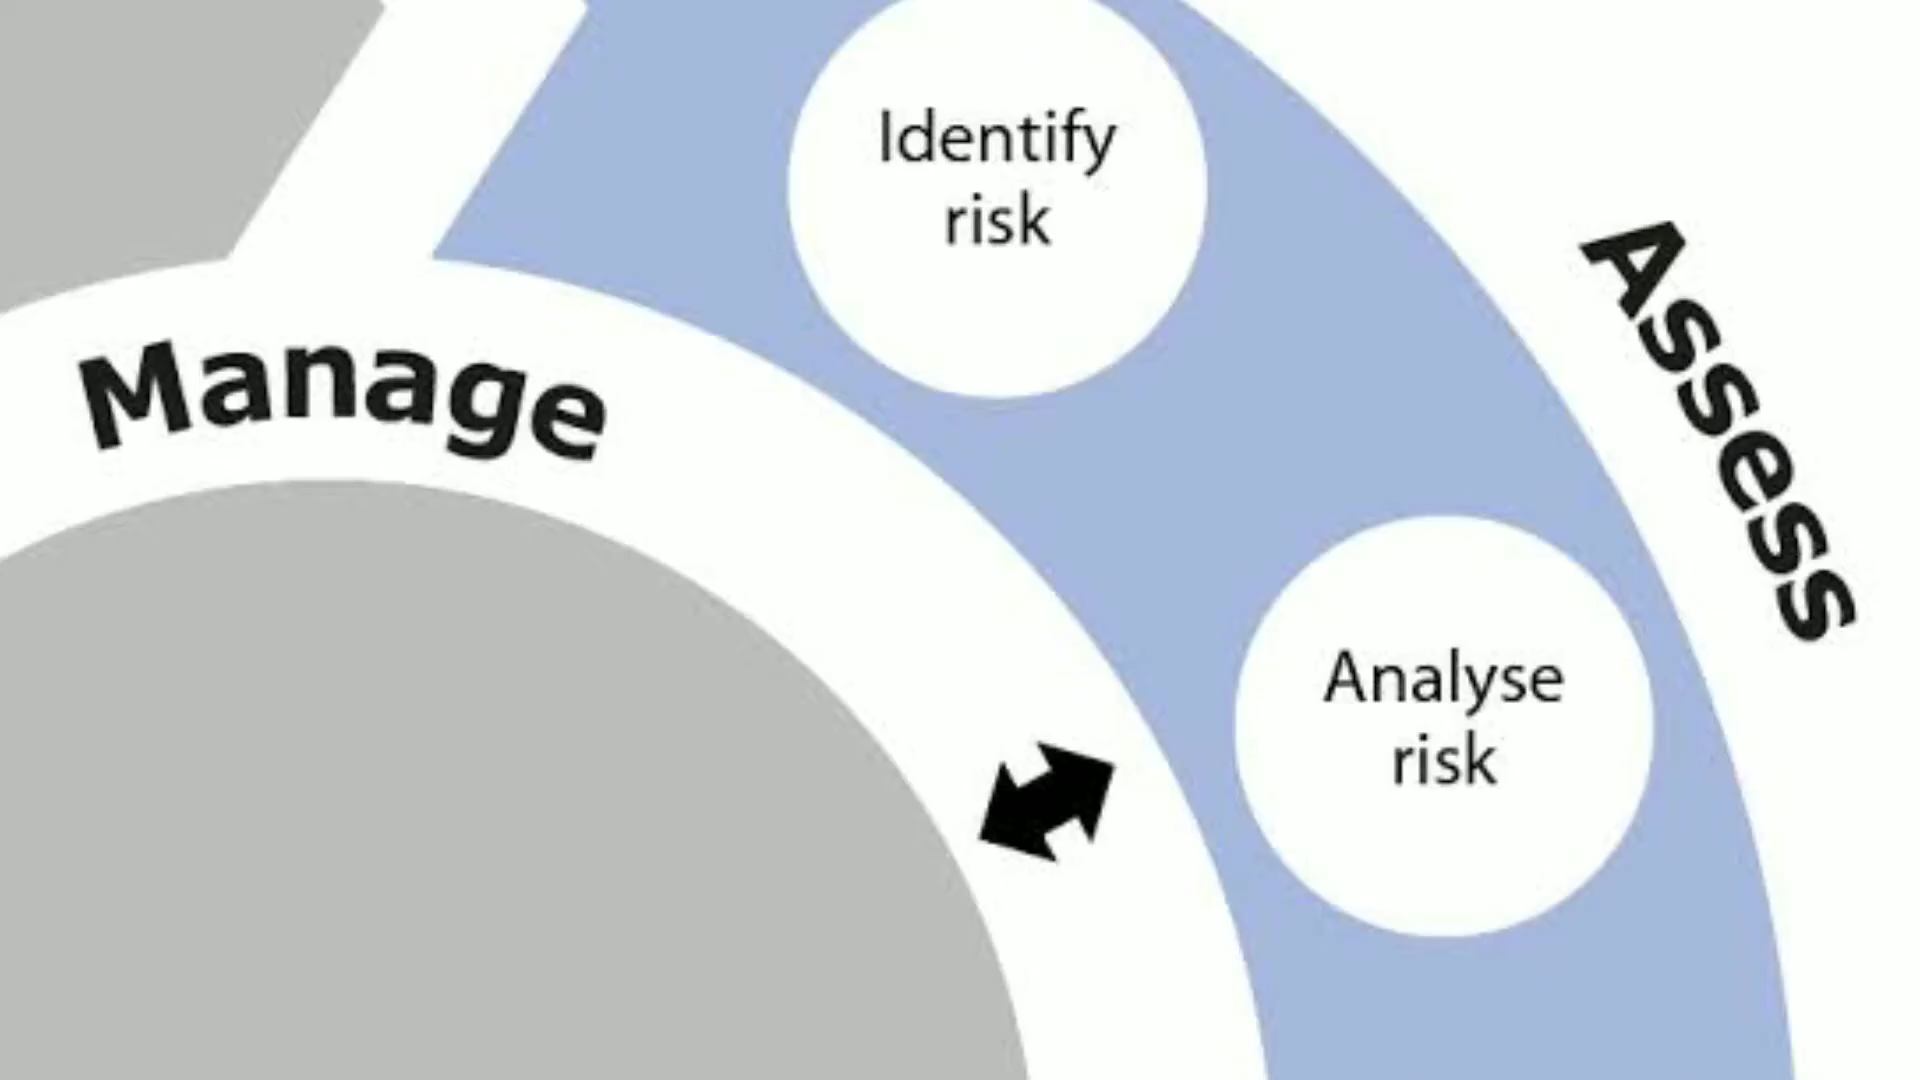 Identify
risk
Assess
Manage
Analyse
risk